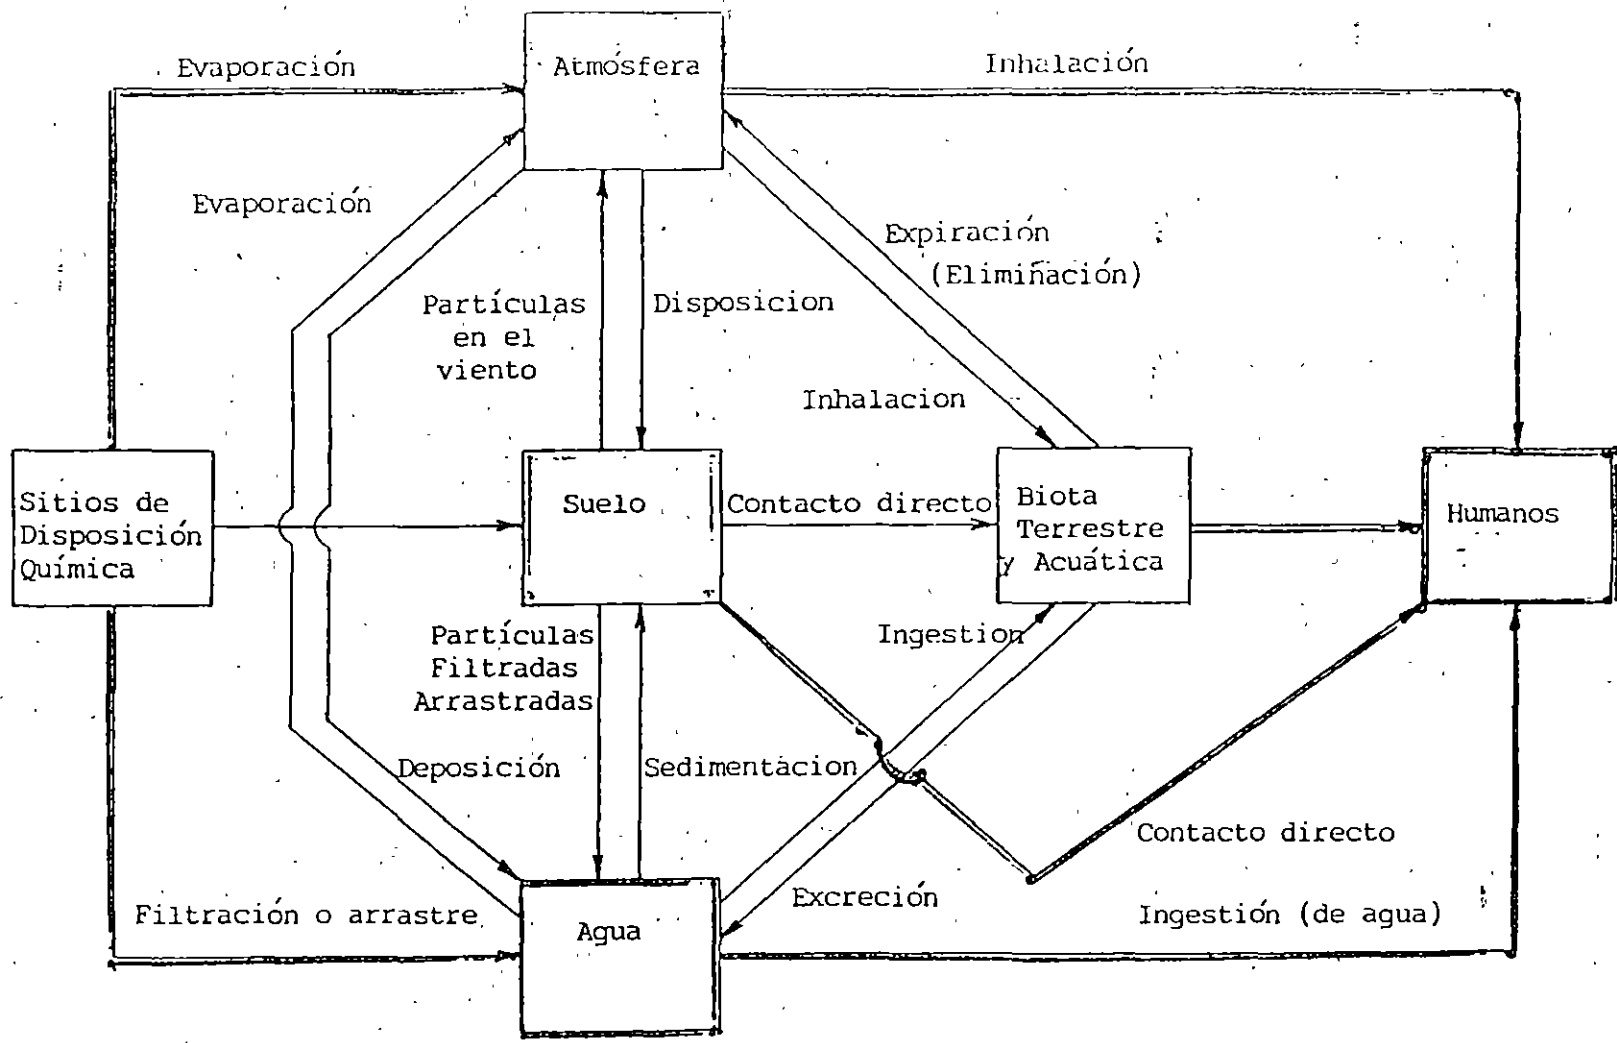 Evaporación
Atmósfera
Inhalación
Evaporación
Expiración
(Eliminación)
Partículas
en el
viento
Disposicion
Inhalacion
Sitios de
Disposición
Química
Suelo
Contacto directo
Biota
Terrestre
y Acuática
Humanos
Partículas
Filtradas
Arrastradas
Ingestion
Deposición
Sedimentacion
Contacto directo
Excreción
Filtración o arrastre
Agua
Ingestión (de agua)